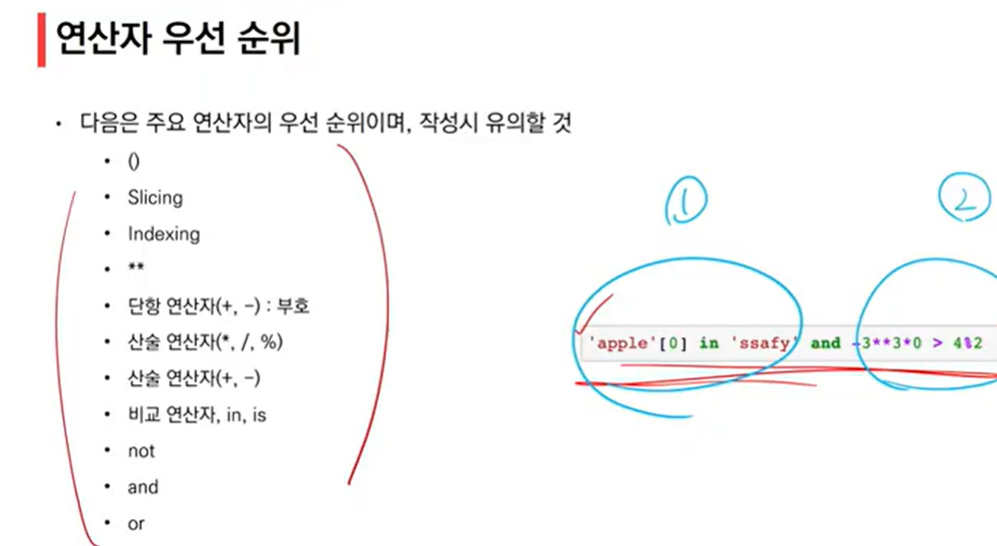 연산자 우선 순위
• 다음은 주요 연산자의 우선 순위이며, 작성시 유의할 것
• ()
• Slicing
• Indexing
• **
• 단항 연산자(+, -) : 부호
• 산술 연산자(*, /, %)
• 산술 연산자(+, -)
• 비교 연산자, in, is
• not
• and
• or
① ②
'apple'[0] in 'ssafy' and -3**3*0 > 4%2